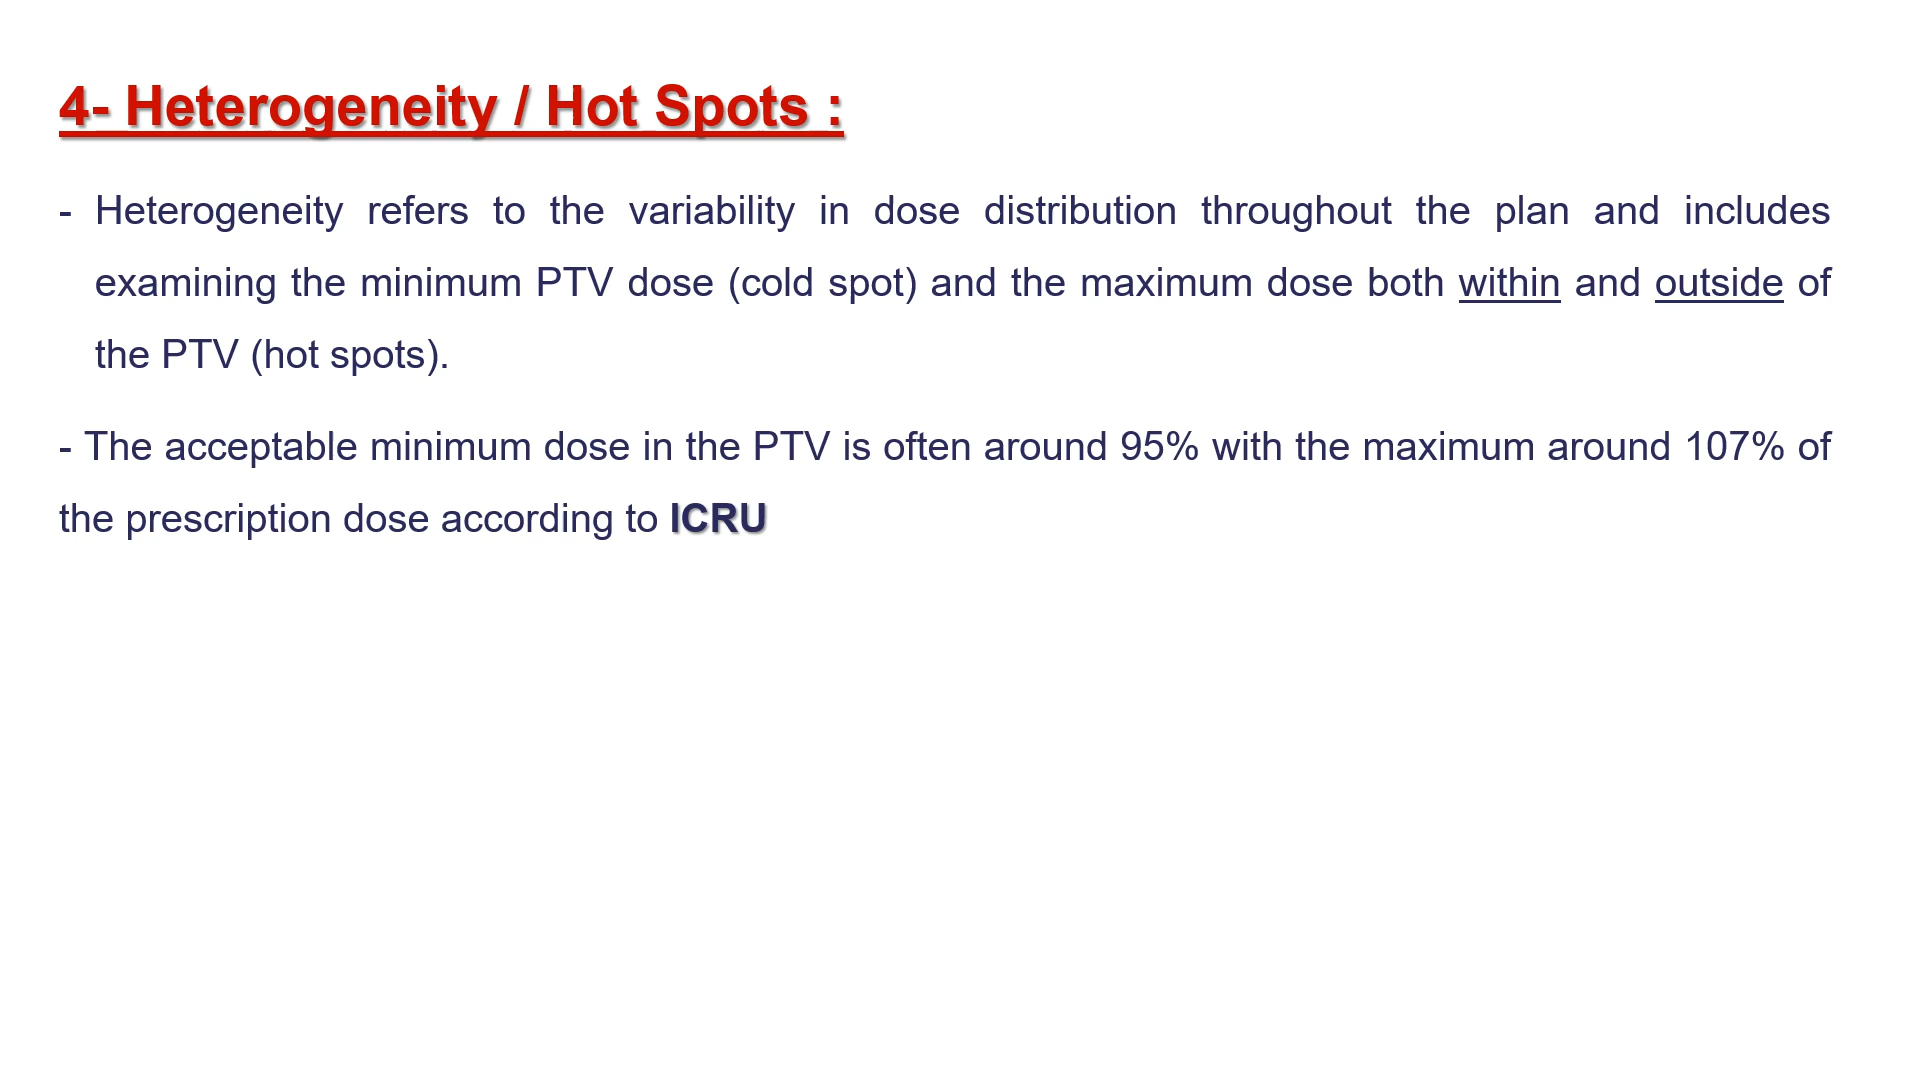 4- Heterogeneity / Hot Spots :
- Heterogeneity refers to the variability in dose distribution throughout the plan and includes
examining the minimum PTV dose (cold spot) and the maximum dose both within and outside of
the PTV (hot spots).
- The acceptable minimum dose in the PTV is often around 95% with the maximum around 107% of
the prescription dose according to ICRU